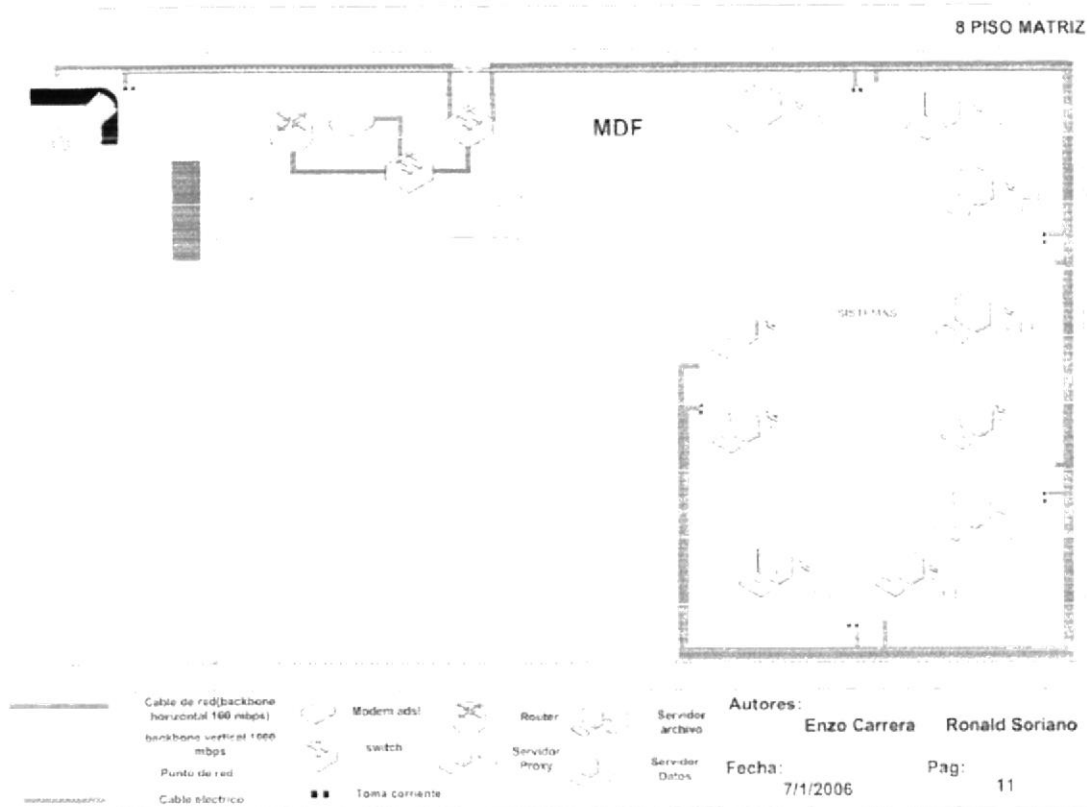 8 PISO MATRIZ
MDF
SISTEMAS
Cable de red(backbone
horizontal 100 mbps)
backbone vertical 1000
mbps
Punto de red
Cable electrico
Modem adsl
switch
Toma corriente
Router
Servidor
Proxy
Servidor
archivo
Servidor
Datos
Autores:
Enzo Carrera Ronald Soriano
Fecha:
7/1/2006
Pag:
11